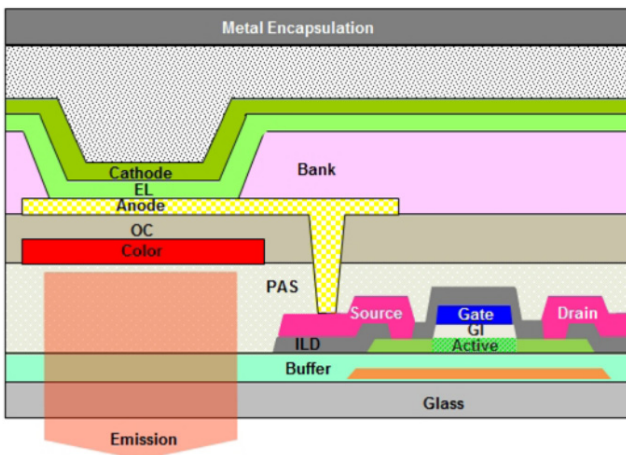 Metal Encapsulation
Cathode
Bank
EL
Anode
OC
Color
PAS
Source
Gate
Drain
GI
ILD
Active
Buffer
Glass
Emission